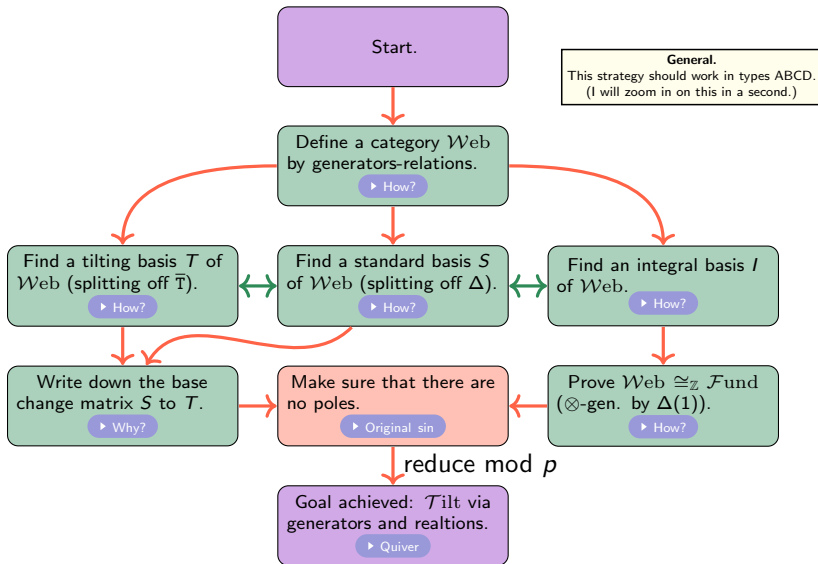 Start.
General.
This strategy should work in types ABCD.
(I will zoom in on this in a second.)
Define a category 𝒲eb
by generators-relations.
▸ How?
Find a tilting basis T of
𝒲eb (splitting off T̅).
▸ How?
Find a standard basis S
of 𝒲eb (splitting off Δ).
▸ How?
Find an integral basis I
of 𝒲eb.
▸ How?
Write down the base
change matrix S to T.
▸ Why?
Make sure that there are
no poles.
▸ Original sin
Prove 𝒲eb ≅ℤ ℱund
(⊗-gen. by Δ(1)).
▸ How?
reduce mod p
Goal achieved: 𝒯ilt via
generators and realtions.
▸ Quiver